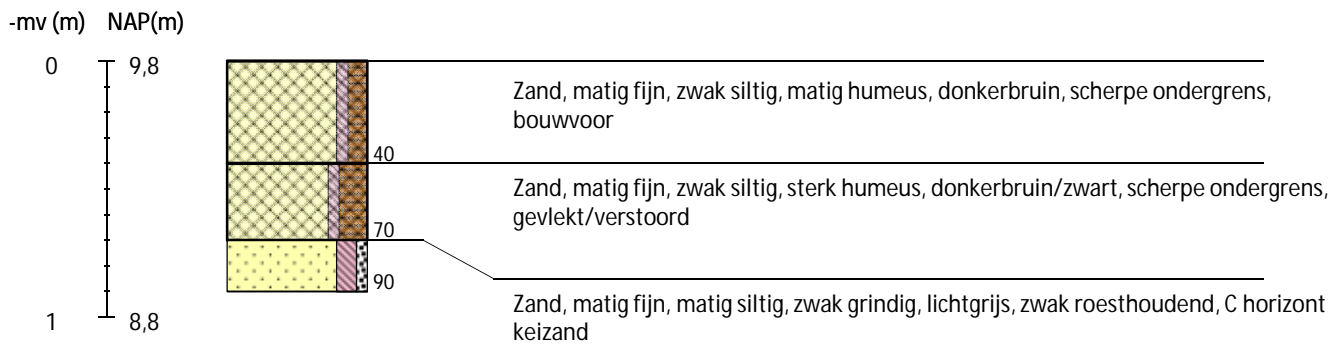 -mv (m) NAP(m)
0 9,8
Zand, matig fijn, zwak siltig, matig humeus, donkerbruin, scherpe ondergrens,
bouwvoor
40
Zand, matig fijn, zwak siltig, sterk humeus, donkerbruin/zwart, scherpe ondergrens,
gevlekt/verstoord
70
90
Zand, matig fijn, matig siltig, zwak grindig, lichtgrijs, zwak roesthoudend, C horizont
keizand
1 8,8